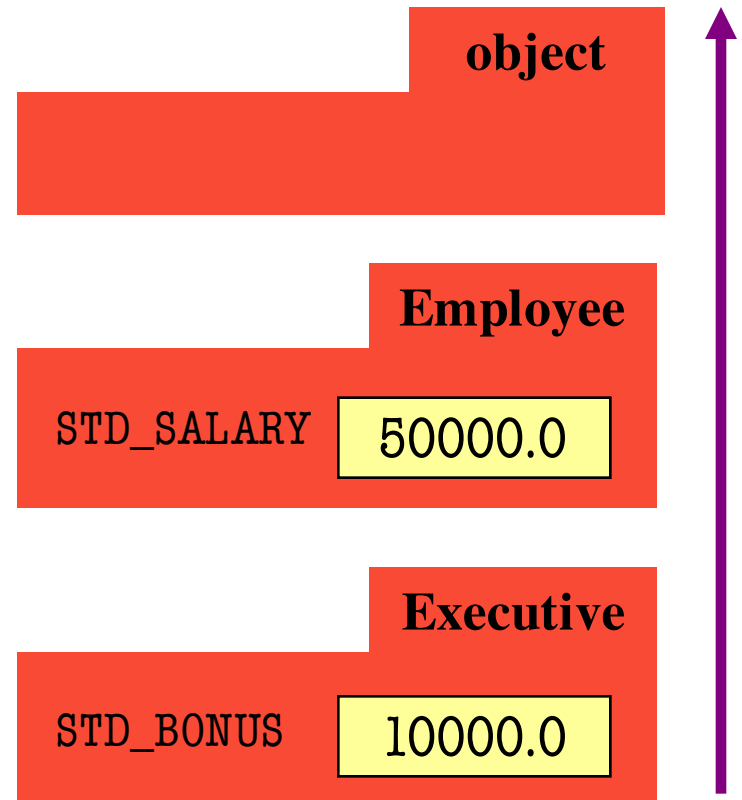 object
Employee
STD_SALARY 50000.0
Executive
STD_BONUS 10000.0